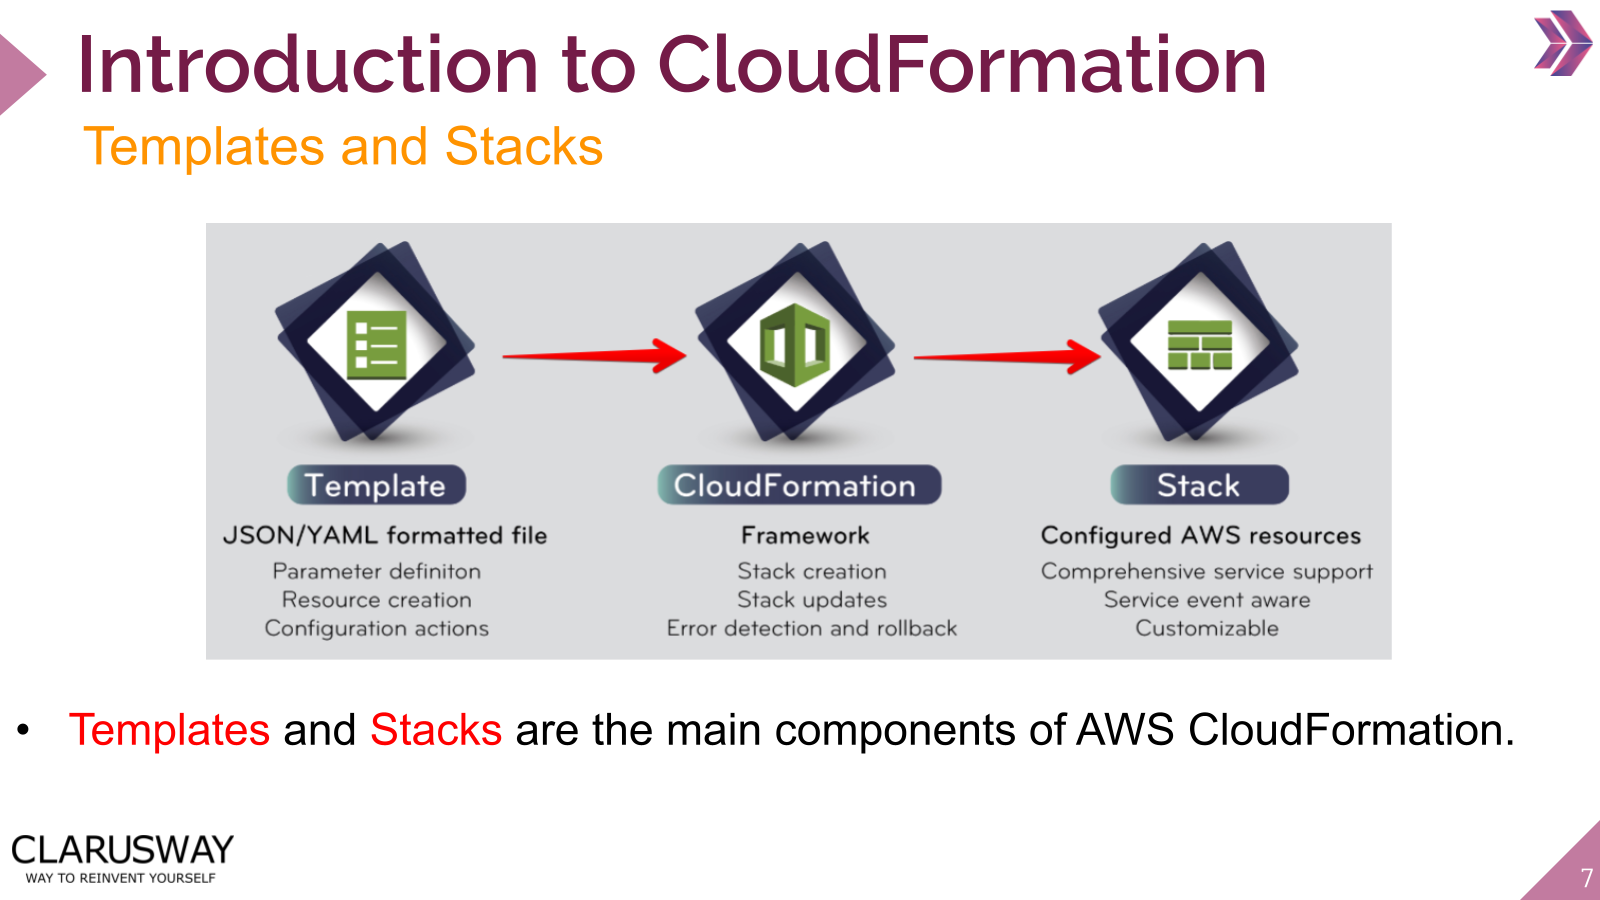 Introduction to CloudFormation
Templates and Stacks
Template
JSON/YAML formatted file
Parameter definiton
Resource creation
Configuration actions
CloudFormation
Framework
Stack creation
Stack updates
Error detection and rollback
Stack
Configured AWS resources
Comprehensive service support
Service event aware
Customizable
• Templates and Stacks are the main components of AWS CloudFormation.
CLARUSWAY
WAY TO REINVENT YOURSELF
7